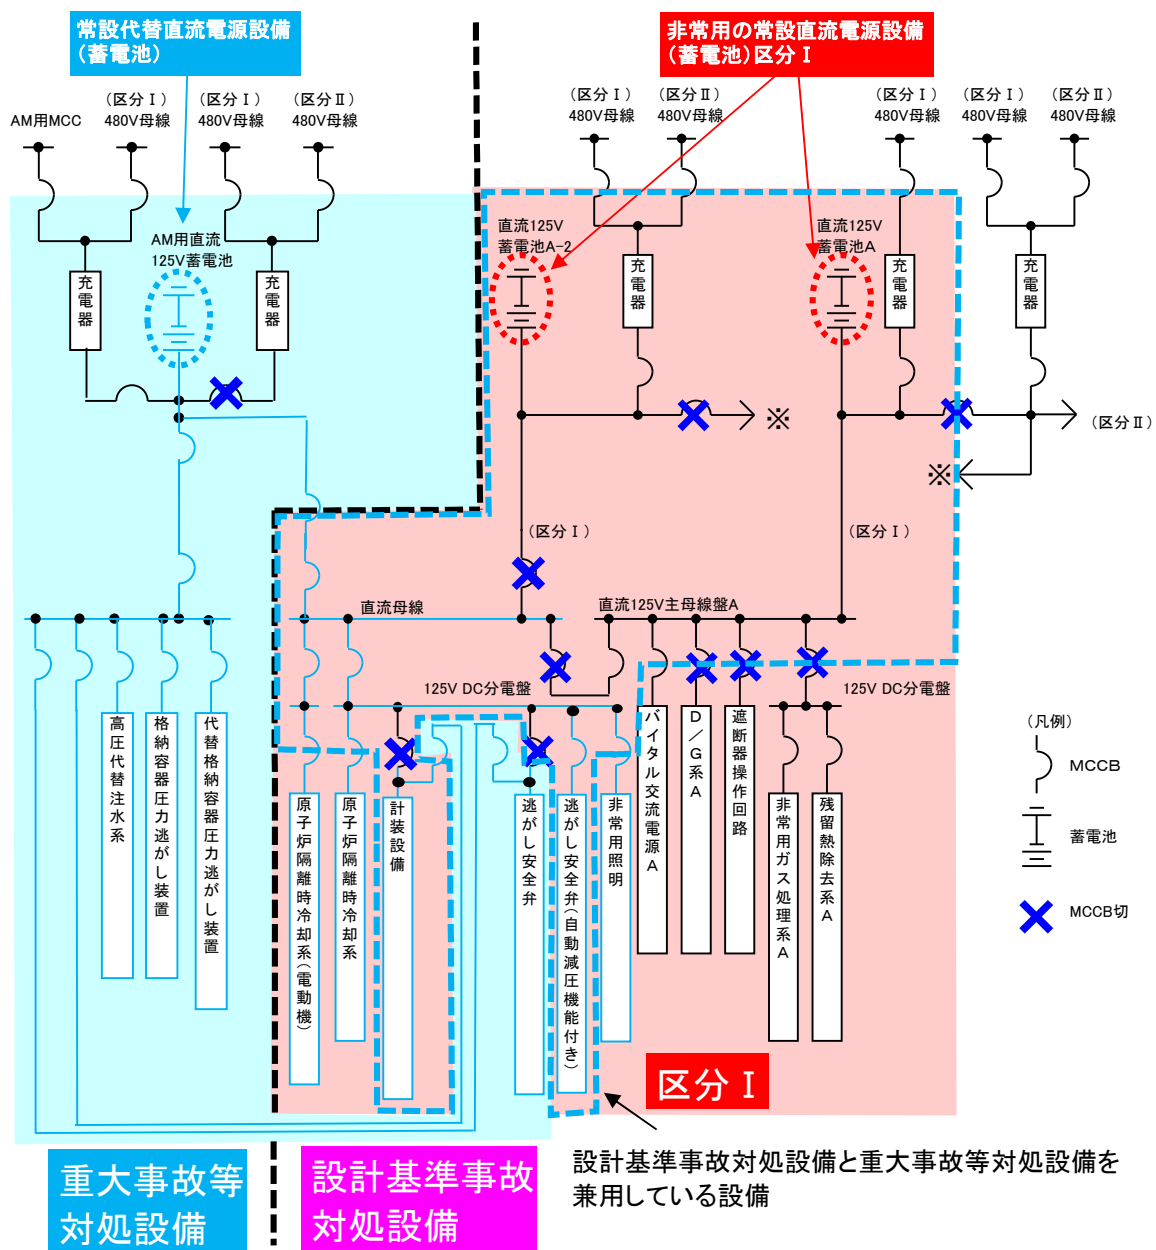 常設代替直流電源設備
（蓄電池）
非常用の常設直流電源設備
（蓄電池）区分Ⅰ
AM用MCC
（区分Ⅰ）
480V母線
（区分Ⅰ）
480V母線
（区分Ⅱ）
480V母線
（区分Ⅰ）
480V母線
（区分Ⅱ）
480V母線
（区分Ⅰ）
480V母線
（区分Ⅰ）
480V母線
（区分Ⅱ）
480V母線
AM用直流
125V蓄電池
直流125V
蓄電池A-2
直流125V
蓄電池A
充電器
充電器
充電器
充電器
充電器
※
（区分Ⅱ）
※
（区分Ⅰ）
（区分Ⅰ）
直流母線
直流125V主母線盤A
125V DC分電盤
125V DC分電盤
高圧代替注水系
格納容器圧力逃がし装置
代替格納容器圧力逃がし装置
原子炉隔離時冷却系（電動機）
原子炉隔離時冷却系
計装設備
逃がし安全弁
逃がし安全弁（自動減圧機能付き）
非常用照明
バイタル交流電源A
D／G系A
遮断器操作回路
非常用ガス処理系A
残留熱除去系A
（凡例）
MCCB
蓄電池
MCCB切
区分Ⅰ
設計基準事故対処設備と重大事故等対処設備を
兼用している設備
重大事故等
対処設備
設計基準事故
対処設備